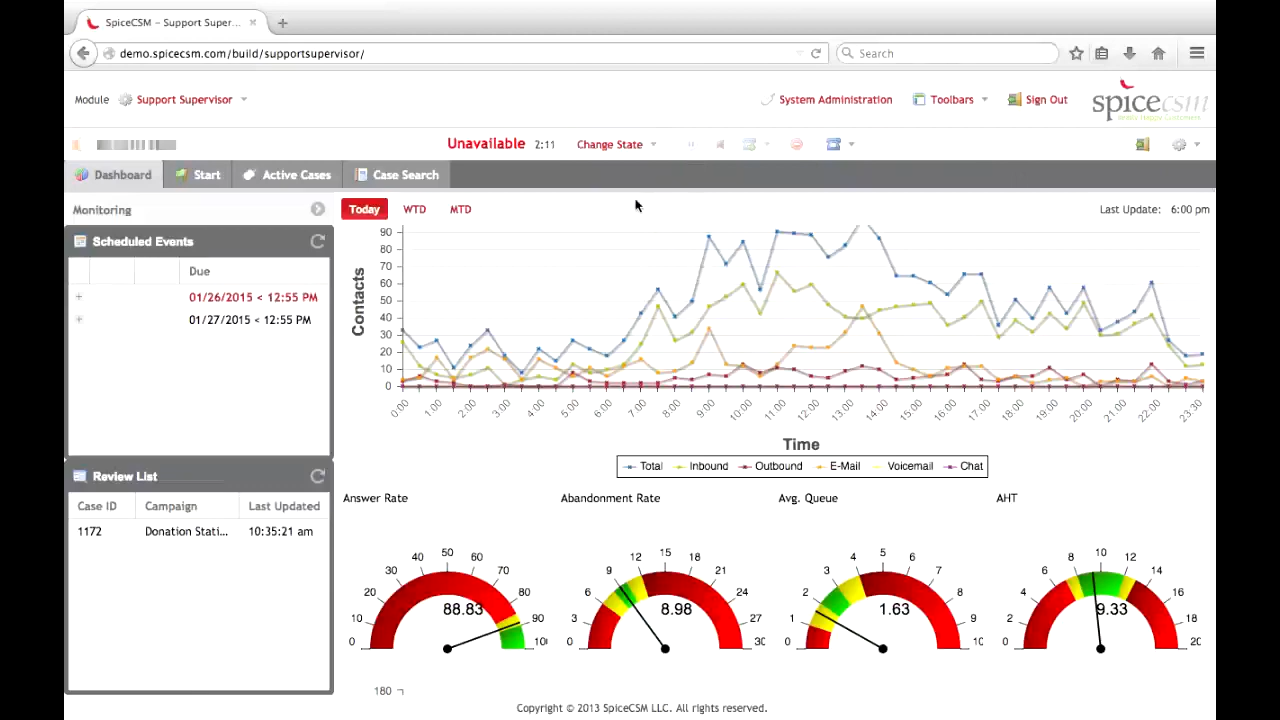 SpiceCSM – Support Super...
demo.spicecsm.com/build/supportsupervisor/
Search
Module Support Supervisor
System Administration Toolbars Sign Out
spicecsm
Unavailable 2:11 Change State
Dashboard Start Active Cases Case Search
Monitoring
Today WTD MTD
Last Update: 6:00 pm
Scheduled Events
Due
01/26/2015 < 12:55 PM
01/27/2015 < 12:55 PM
Review List
Case ID Campaign Last Updated
1172 Donation Stati... 10:35:21 am
Contacts
90
80
70
60
50
40
30
20
10
0
0:00 1:00 2:00 3:00 4:00 5:00 6:00 7:00 8:00 9:00 10:00 11:00 12:00 13:00 14:00 15:00 16:00 17:00 18:00 19:00 20:00 21:00 22:00 23:30
Time
Total Inbound Outbound E-Mail Voicemail Chat
Answer Rate
0 10 20 30 40 50 60 70 80 90 10
88.83
Abandonment Rate
0 3 6 9 12 15 18 21 24 27 30
8.98
Avg. Queue
0 1 2 3 4 5 6 7 8 9 10
1.63
AHT
0 2 4 6 8 10 12 14 16 18 20
9.33
180
Copyright © 2013 SpiceCSM LLC. All rights reserved.